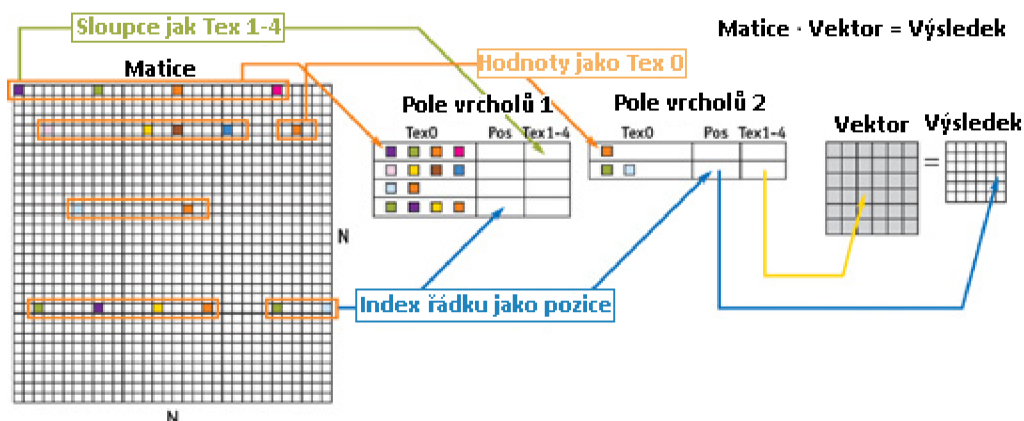 Sloupce jak Tex 1-4
Matice · Vektor = Výsledek
Matice
Hodnoty jako Tex 0
Pole vrcholů 1
Pole vrcholů 2
Tex0 Pos Tex1-4
Tex0 Pos Tex1-4
Vektor = Výsledek
N
Index řádku jako pozice
N